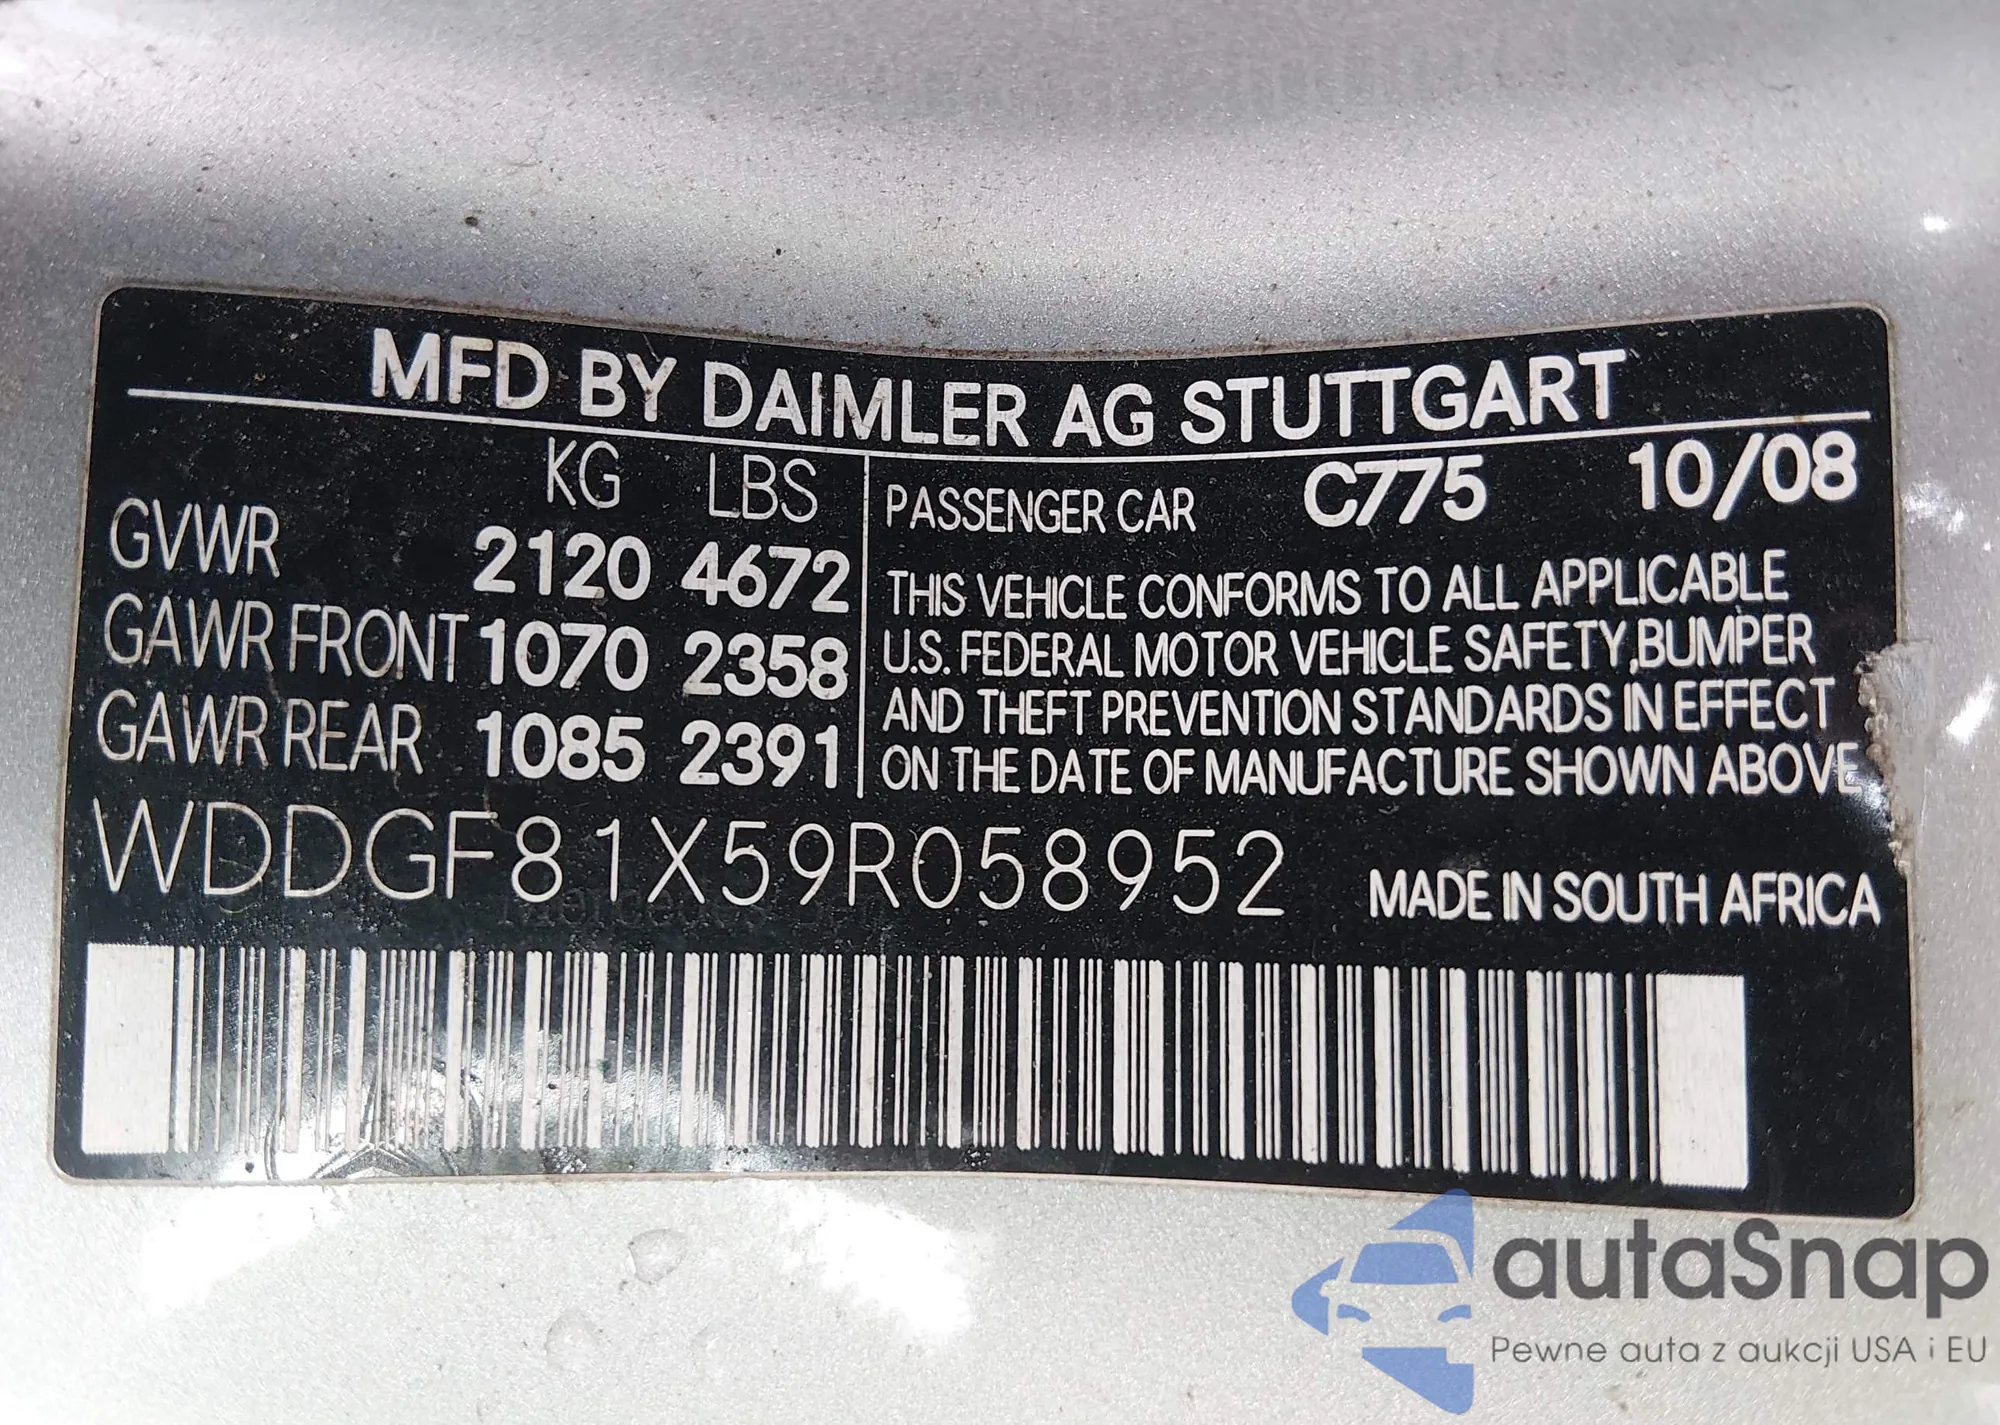 MFD BY DAIMLER AG STUTTGART
KG LBS
GVWR 2120 4672
GAWR FRONT 1070 2358
GAWR REAR 1085 2391
PASSENGER CAR C775 10/08
THIS VEHICLE CONFORMS TO ALL APPLICABLE
U.S. FEDERAL MOTOR VEHICLE SAFETY,BUMPER
AND THEFT PREVENTION STANDARDS IN EFFECT
ON THE DATE OF MANUFACTURE SHOWN ABOVE
WDDGF81X59R058952
MADE IN SOUTH AFRICA
autaSnap
Pewne auta z aukcji USA i EU